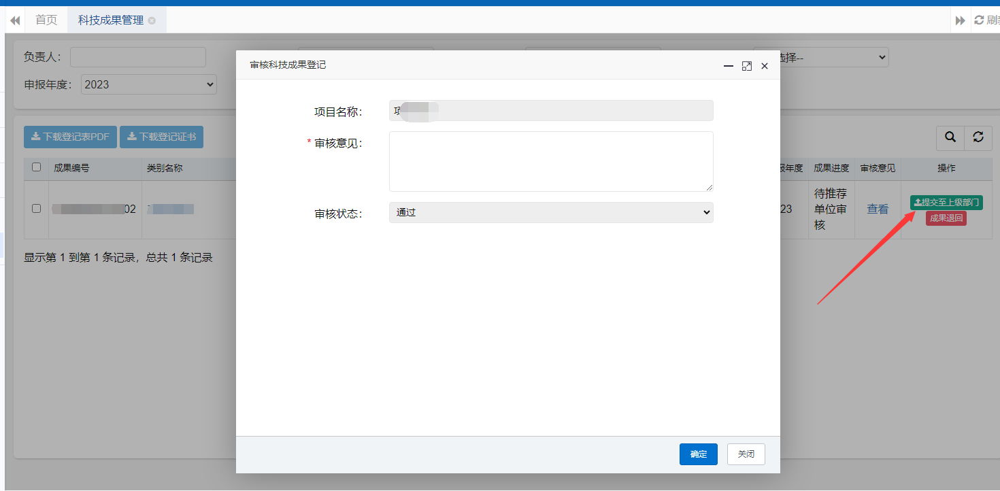 首页
科技成果管理
刷
负责人：
选择--
申报年度：
2023
审核科技成果登记
项目名称：
项
* 审核意见：
审核状态：
通过
确定
关闭
下载登记表PDF
下载登记证书
成果编号
类别名称
报年度
成果进度
审核意见
操作
02
23
待推荐
单位审
核
查看
提交至上级部门
成果退回
显示第 1 到第 1 条记录，总共 1 条记录